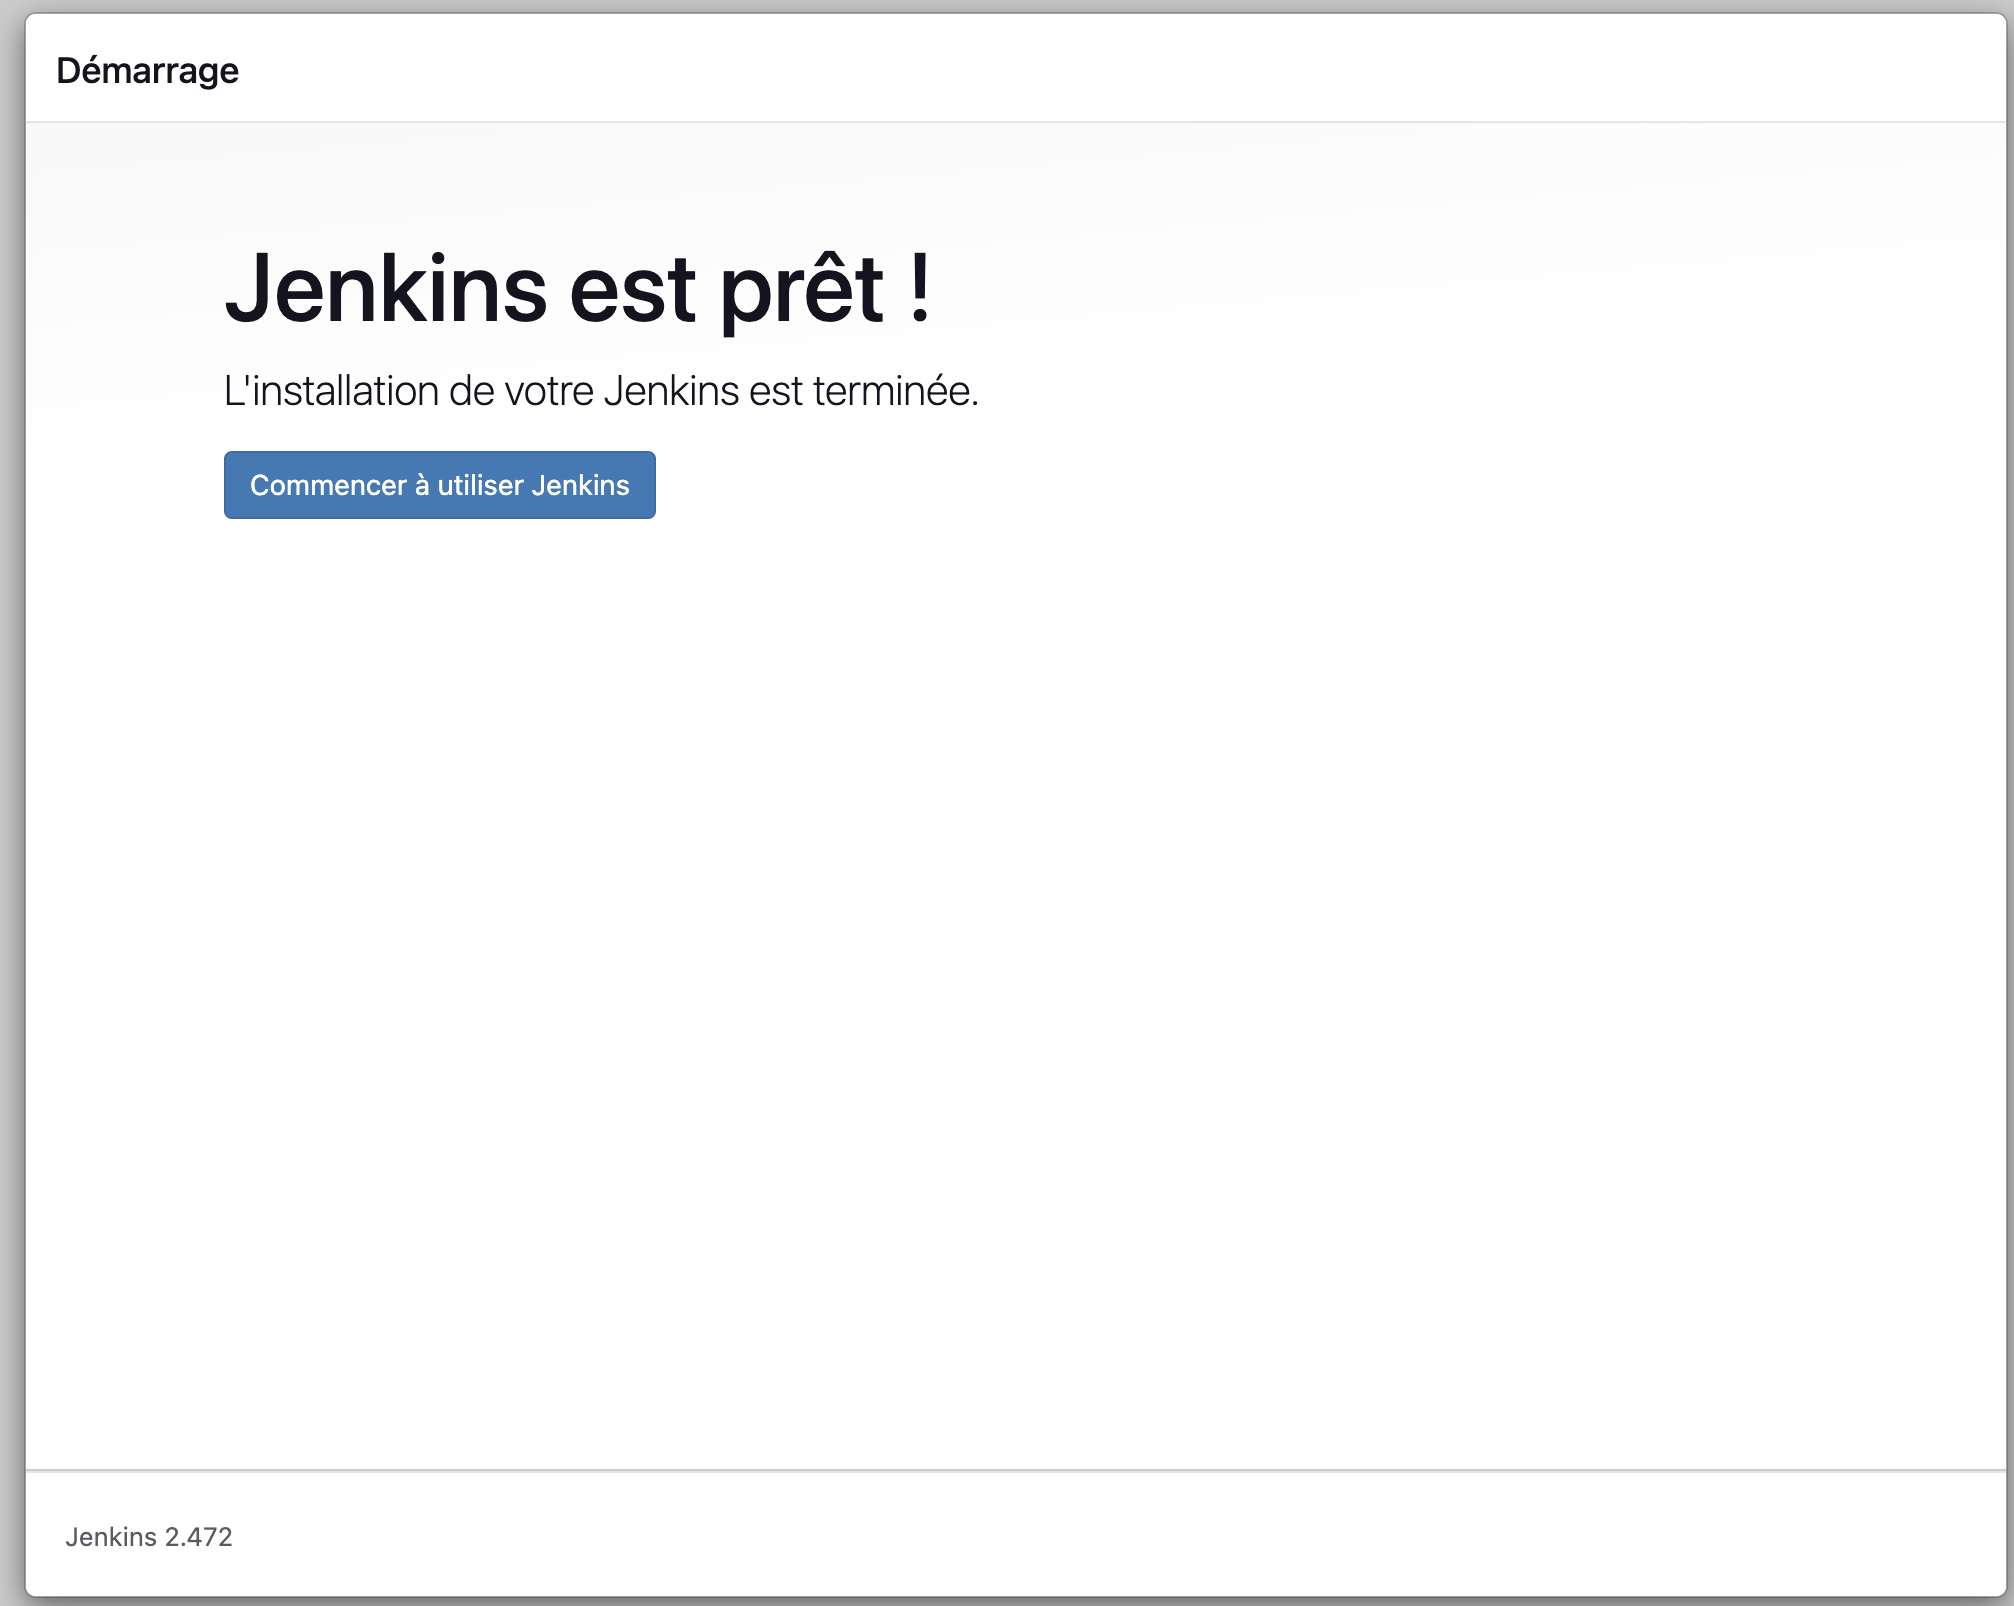 Démarrage
Jenkins est prêt !
L'installation de votre Jenkins est terminée.
Commencer à utiliser Jenkins
Jenkins 2.472